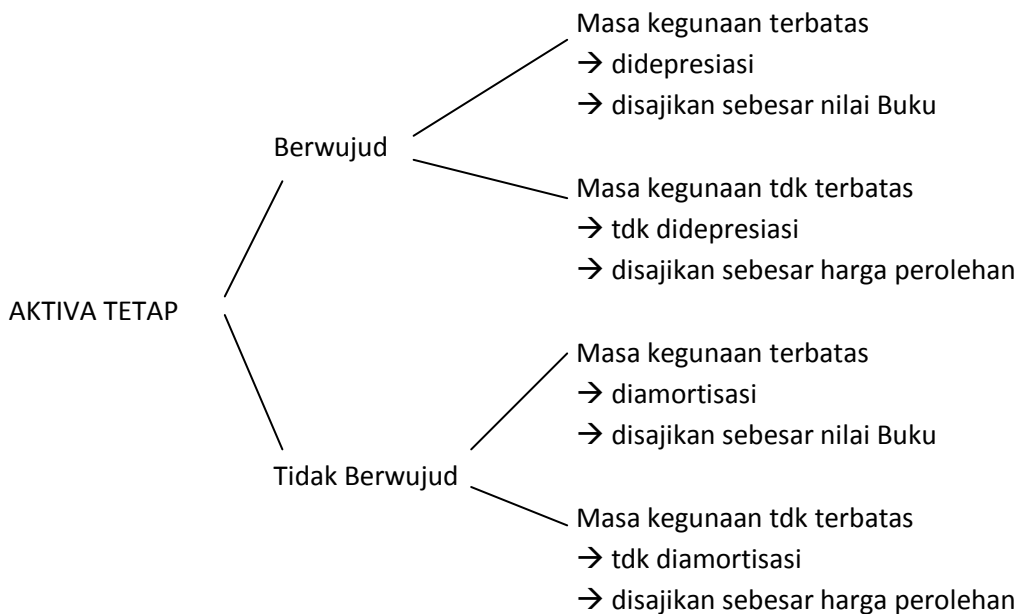 Masa kegunaan terbatas
→ didepresiasi
→ disajikan sebesar nilai Buku
Berwujud
Masa kegunaan tdk terbatas
→ tdk didepresiasi
→ disajikan sebesar harga perolehan
AKTIVA TETAP
Masa kegunaan terbatas
→ diamortisasi
→ disajikan sebesar nilai Buku
Tidak Berwujud
Masa kegunaan tdk terbatas
→ tdk diamortisasi
→ disajikan sebesar harga perolehan